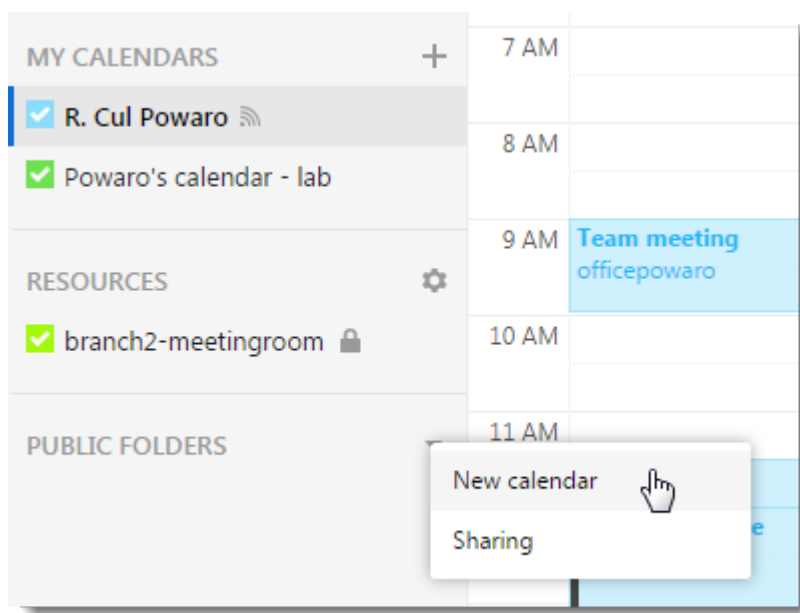 MY CALENDARS
R. Cul Powaro
Powaro's calendar - lab
RESOURCES
branch2-meetingroom
PUBLIC FOLDERS
New calendar
Sharing
7 AM
8 AM
9 AM
Team meeting
officepowaro
10 AM
11 AM
e